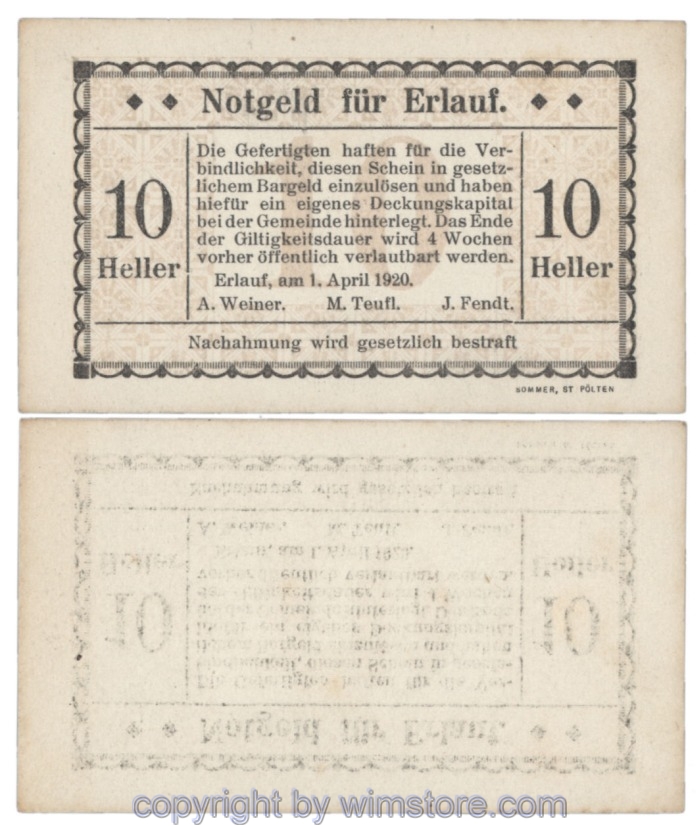 Notgeld für Erlauf.
Die Gefertigten haften für die Ver-
bindlichkeit, diesen Schein in gesetz-
lichem Bargeld einzulösen und haben
hiefür ein eigenes Deckungskapital
bei der Gemeinde hinterlegt. Das Ende
der Giltigkeitsdauer wird 4 Wochen
vorher öffentlich verlautbart werden.
Erlauf, am 1. April 1920.
A. Weiner. M. Teufl. J. Fendt.
10
Heller
10
Heller
Nachahmung wird gesetzlich bestraft
SOMMER, ST PÖLTEN
copyright by wimstore.com